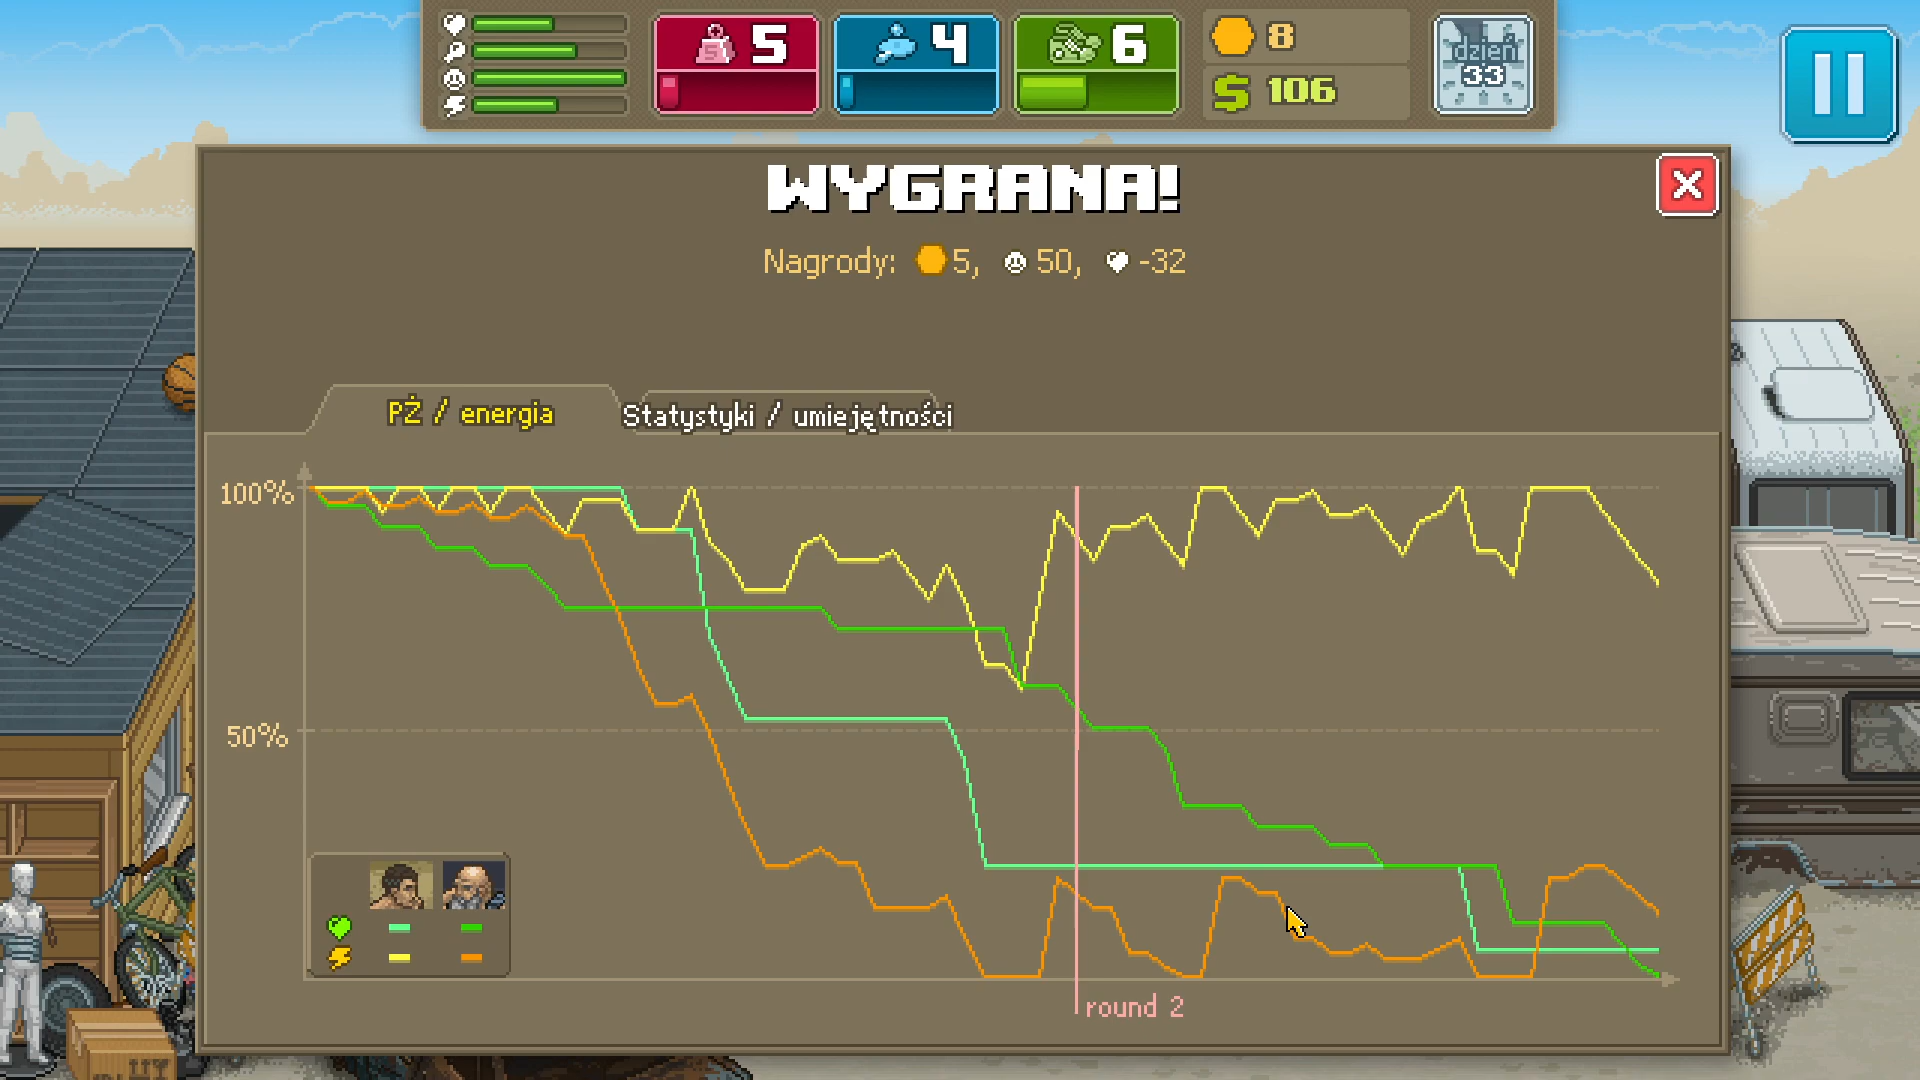 5
4
6
8
106
dzień
33
WYGRANA!
Nagrody: 5, 50, -32
PŻ / energia
Statystyki / umiejętności
100%
50%
round 2